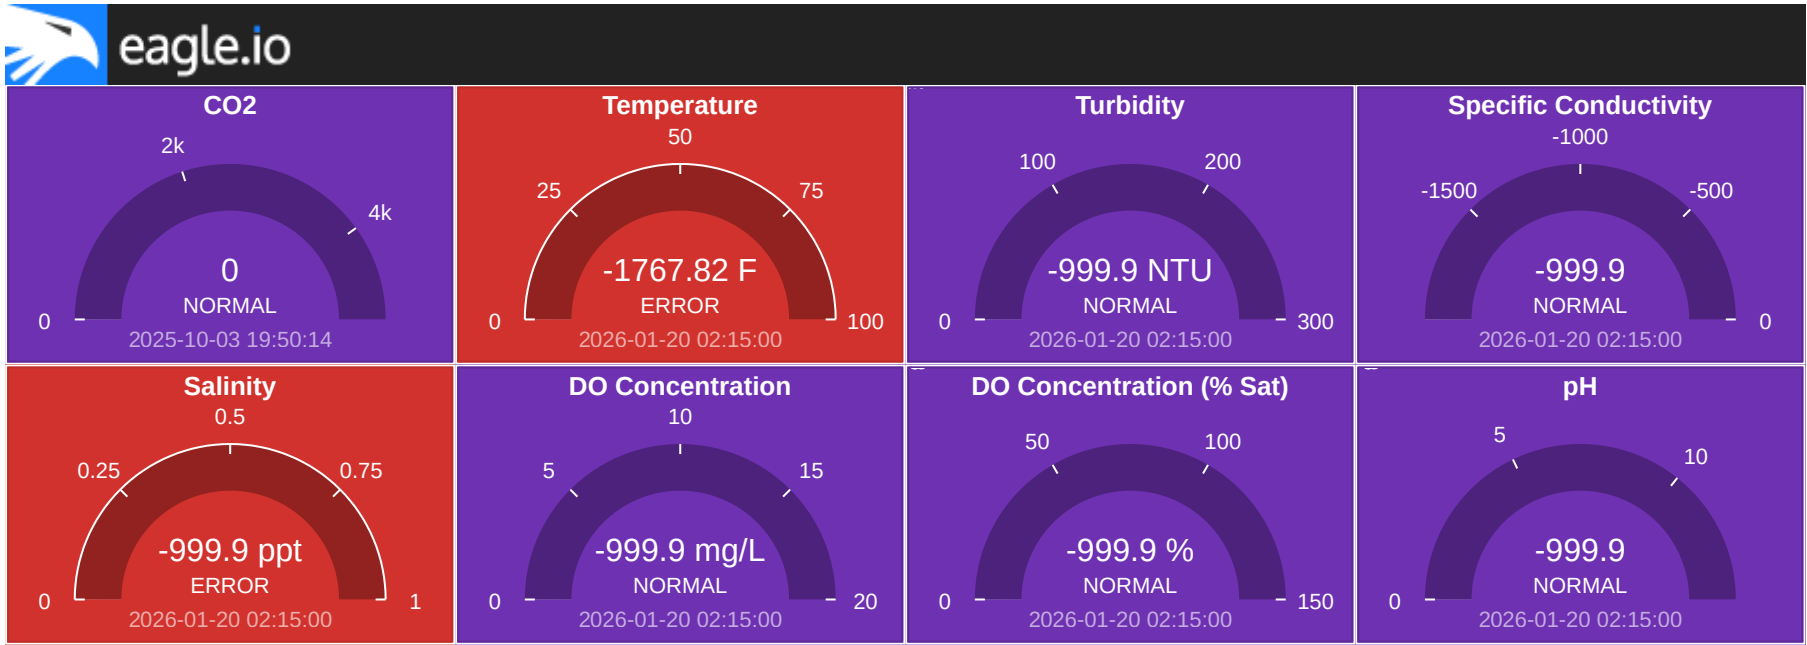 eagle.io
CO2
2k
4k
0
NORMAL
0
2025-10-03 19:50:14
Temperature
50
25
75
-1767.82 F
ERROR
0
100
2026-01-20 02:15:00
Turbidity
100
200
-999.9 NTU
NORMAL
0
300
2026-01-20 02:15:00
Specific Conductivity
-1000
-1500
-500
-999.9
NORMAL
0
2026-01-20 02:15:00
Salinity
0.5
0.25
0.75
-999.9 ppt
ERROR
0
1
2026-01-20 02:15:00
DO Concentration
10
5
15
-999.9 mg/L
NORMAL
0
20
2026-01-20 02:15:00
DO Concentration (% Sat)
50
100
-999.9 %
NORMAL
0
150
2026-01-20 02:15:00
pH
5
10
-999.9
NORMAL
0
2026-01-20 02:15:00